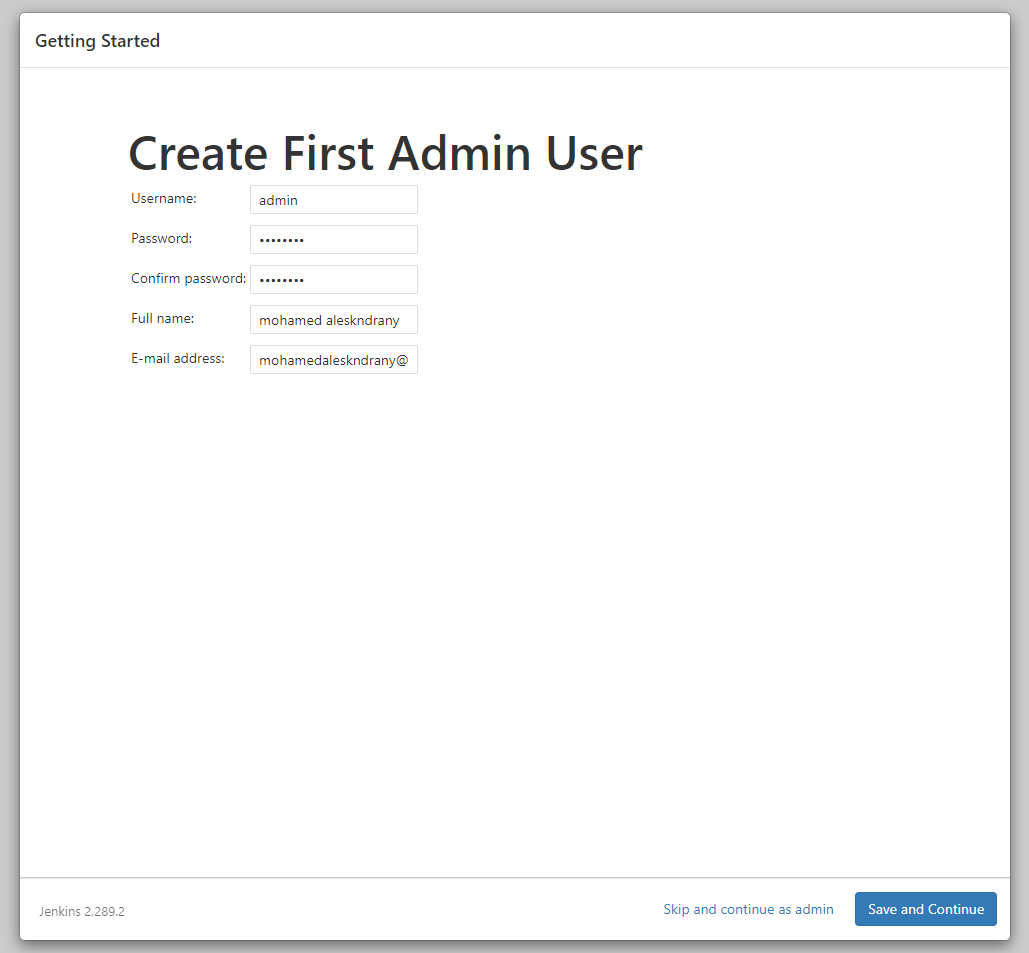 Getting Started
Create First Admin User
Username: admin
Password: ••••••••
Confirm password: ••••••••
Full name: mohamed aleskndrany
E-mail address: mohamedaleskndrany@
Jenkins 2.289.2 Skip and continue as admin Save and Continue